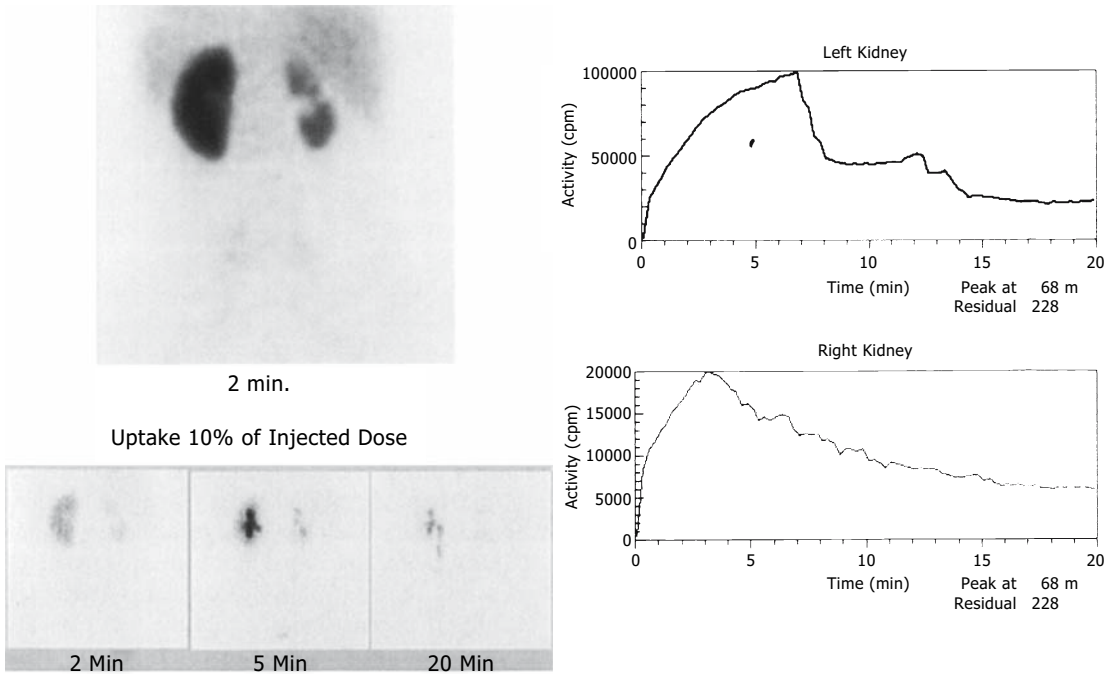 2 min.
Uptake 10% of Injected Dose
2 Min
5 Min
20 Min
Left Kidney
Activity (cpm)
100000
50000
0
0
5
10
15
20
Time (min)
Peak at 68 m
Residual 228
Right Kidney
Activity (cpm)
20000
15000
10000
5000
0
0
5
10
15
20
Time (min)
Peak at 68 m
Residual 228